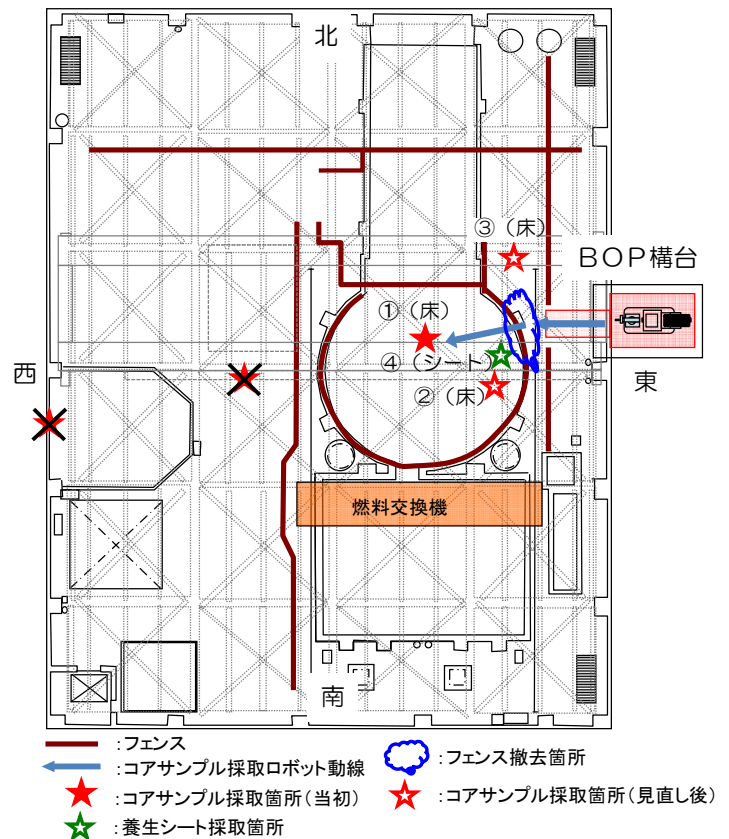 北
③（床）
BOP構台
①（床）
西
④（シート）
東
②（床）
燃料交換機
南
:フェンス
:フェンス撤去箇所
:コアサンプル採取ロボット動線
:コアサンプル採取箇所（当初）
:コアサンプル採取箇所（見直し後）
:養生シート採取箇所